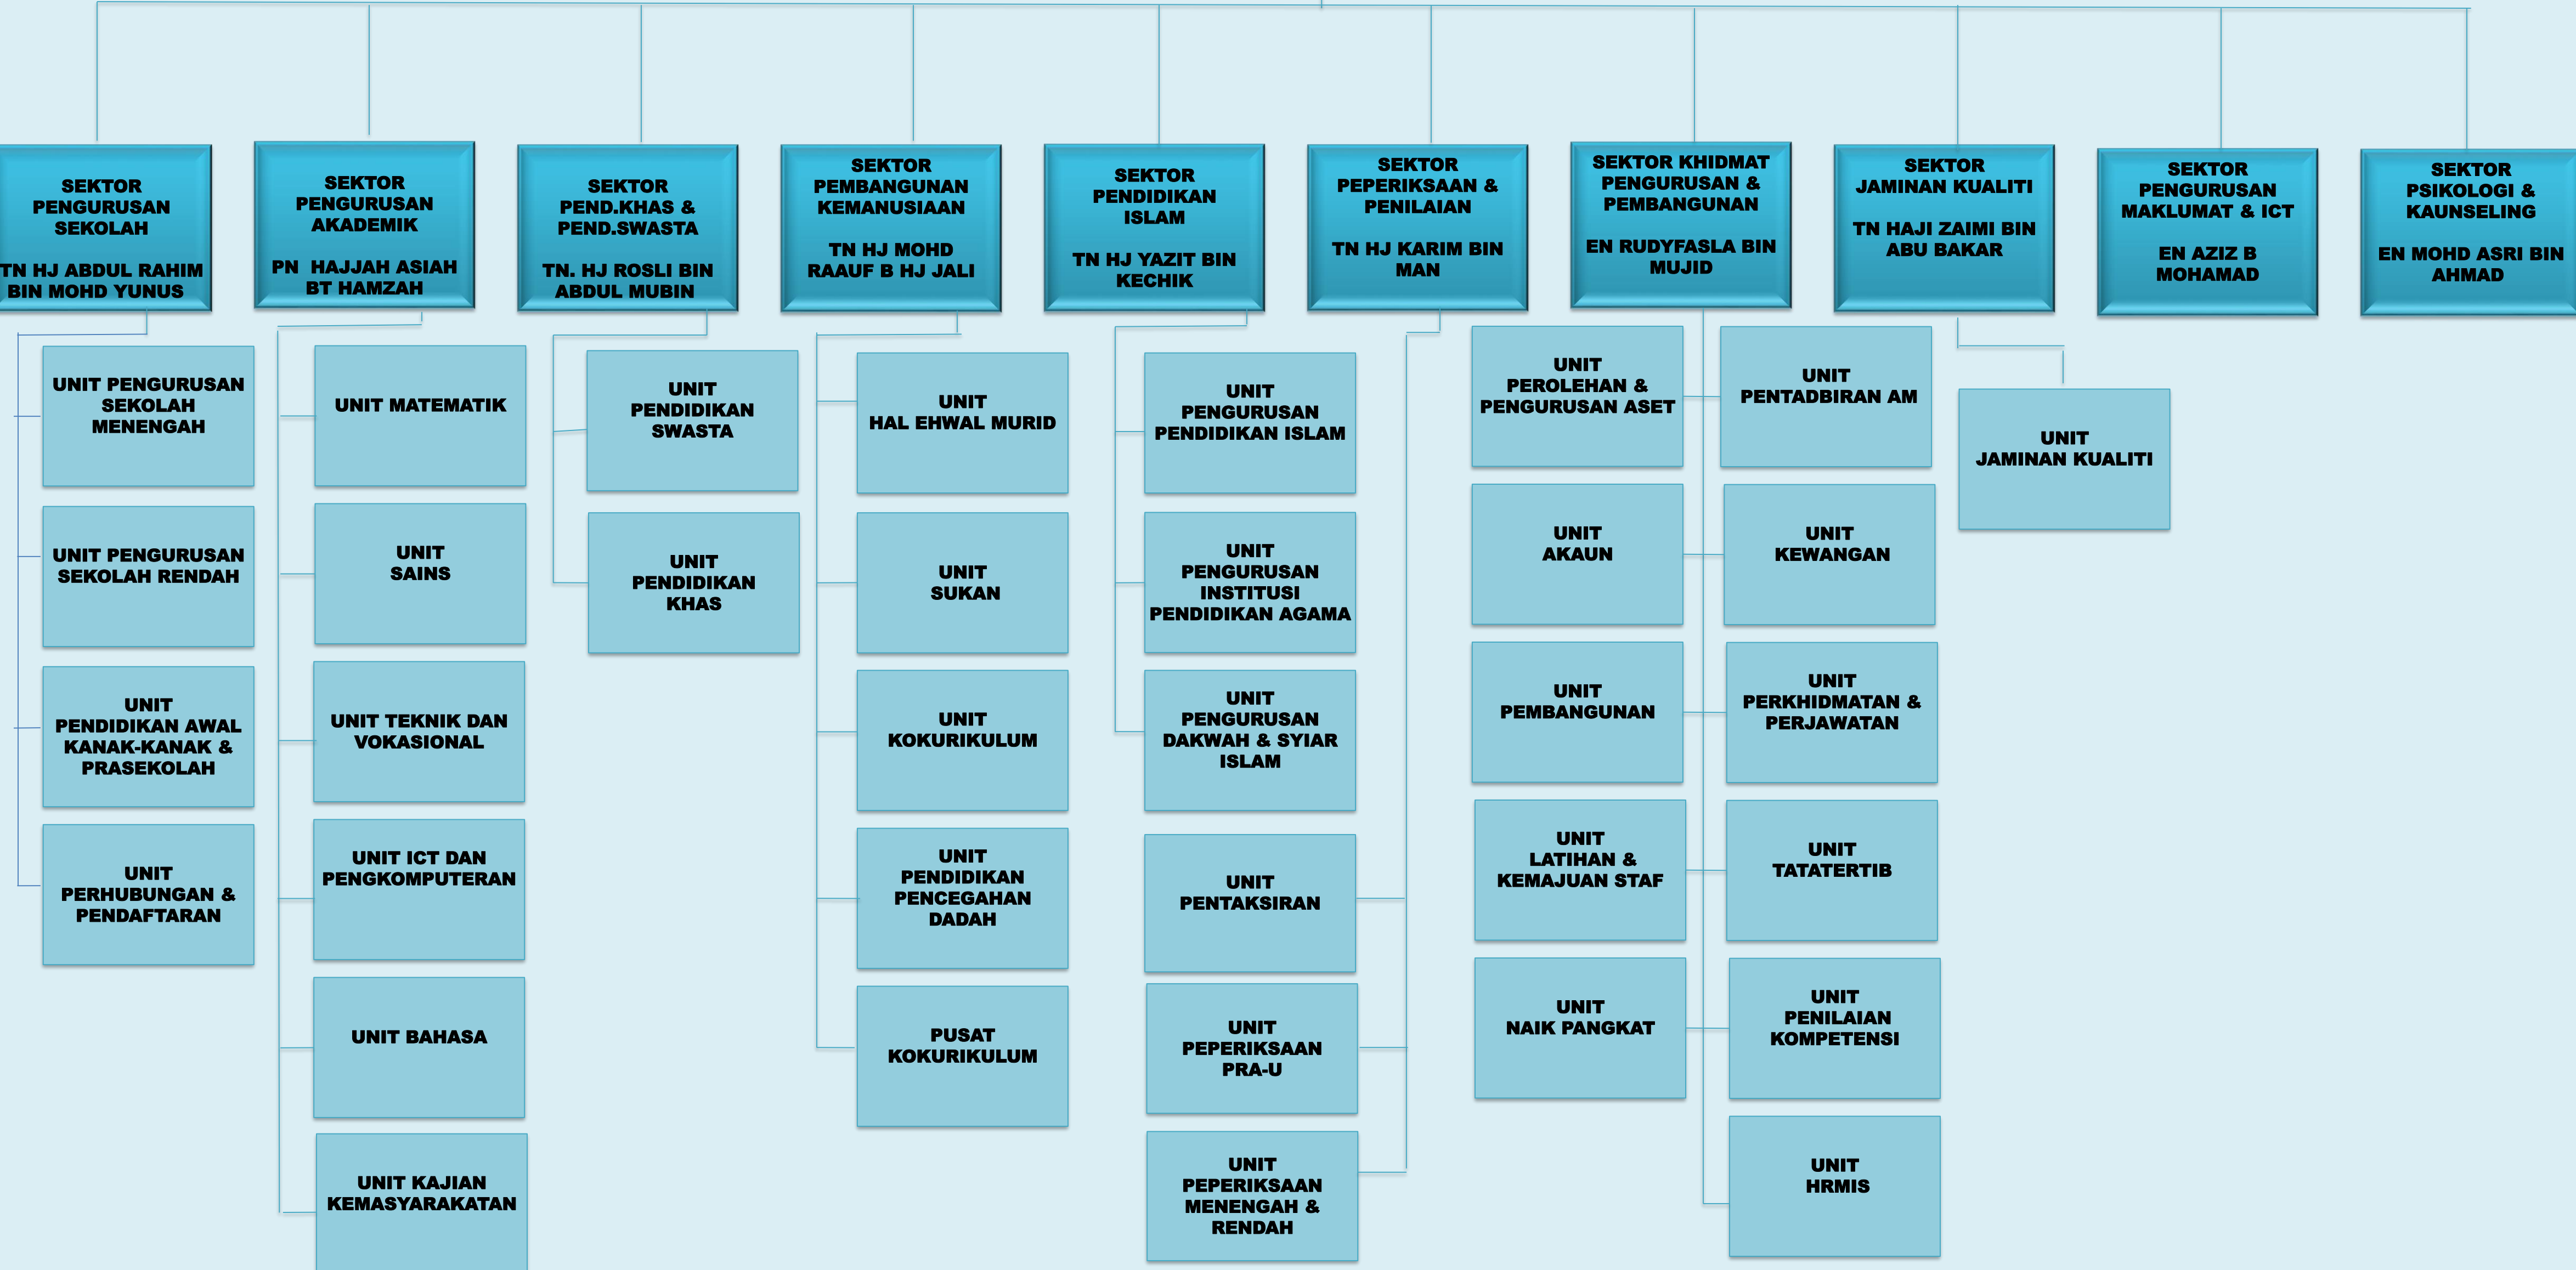 SEKTOR
PENGURUSAN
SEKOLAH
TN HJ ABDUL RAHIM
BIN MOHD YUNUS
SEKTOR
PENGURUSAN
AKADEMIK
PN  HAJJAH ASIAH
BT HAMZAH
SEKTOR
PEND.KHAS &
PEND.SWASTA
TN. HJ ROSLI BIN
ABDUL MUBIN
SEKTOR
PEMBANGUNAN
KEMANUSIAAN
TN HJ MOHD
RAAUF B HJ JALI
SEKTOR
PENDIDIKAN
ISLAM
TN HJ YAZIT BIN
KECHIK
SEKTOR
PEPERIKSAAN &
PENILAIAN
TN HJ KARIM BIN
MAN
SEKTOR KHIDMAT
PENGURUSAN &
PEMBANGUNAN
EN RUDYFASLA BIN
MUJID
SEKTOR
JAMINAN KUALITI
TN HAJI ZAIMI BIN
ABU BAKAR
SEKTOR
PENGURUSAN
MAKLUMAT & ICT
EN AZIZ B
MOHAMAD
SEKTOR
PSIKOLOGI &
KAUNSELING
EN MOHD ASRI BIN
AHMAD
UNIT PENGURUSAN
SEKOLAH
MENENGAH
UNIT PENGURUSAN
SEKOLAH RENDAH
UNIT
PENDIDIKAN AWAL
KANAK-KANAK &
PRASEKOLAH
UNIT
PERHUBUNGAN &
PENDAFTARAN
UNIT MATEMATIK
UNIT
SAINS
UNIT TEKNIK DAN
VOKASIONAL
UNIT ICT DAN
PENGKOMPUTERAN
UNIT BAHASA
UNIT KAJIAN
KEMASYARAKATAN
UNIT
PENDIDIKAN
SWASTA
UNIT
PENDIDIKAN
KHAS
UNIT
HAL EHWAL MURID
UNIT
SUKAN
UNIT
KOKURIKULUM
UNIT
PENDIDIKAN
PENCEGAHAN
DADAH
PUSAT
KOKURIKULUM
UNIT
PENGURUSAN
PENDIDIKAN ISLAM
UNIT
PENGURUSAN
INSTITUSI
PENDIDIKAN AGAMA
UNIT
PENGURUSAN
DAKWAH & SYIAR
ISLAM
UNIT
PENTAKSIRAN
UNIT
PEPERIKSAAN
PRA-U
UNIT
PEPERIKSAAN
MENENGAH &
RENDAH
UNIT
PEROLEHAN &
PENGURUSAN ASET
UNIT
AKAUN
UNIT
PEMBANGUNAN
UNIT
LATIHAN &
KEMAJUAN STAF
UNIT
NAIK PANGKAT
UNIT
PENTADBIRAN AM
UNIT
KEWANGAN
UNIT
PERKHIDMATAN &
PERJAWATAN
UNIT
TATATERTIB
UNIT
PENILAIAN
KOMPETENSI
UNIT
HRMIS
UNIT
JAMINAN KUALITI